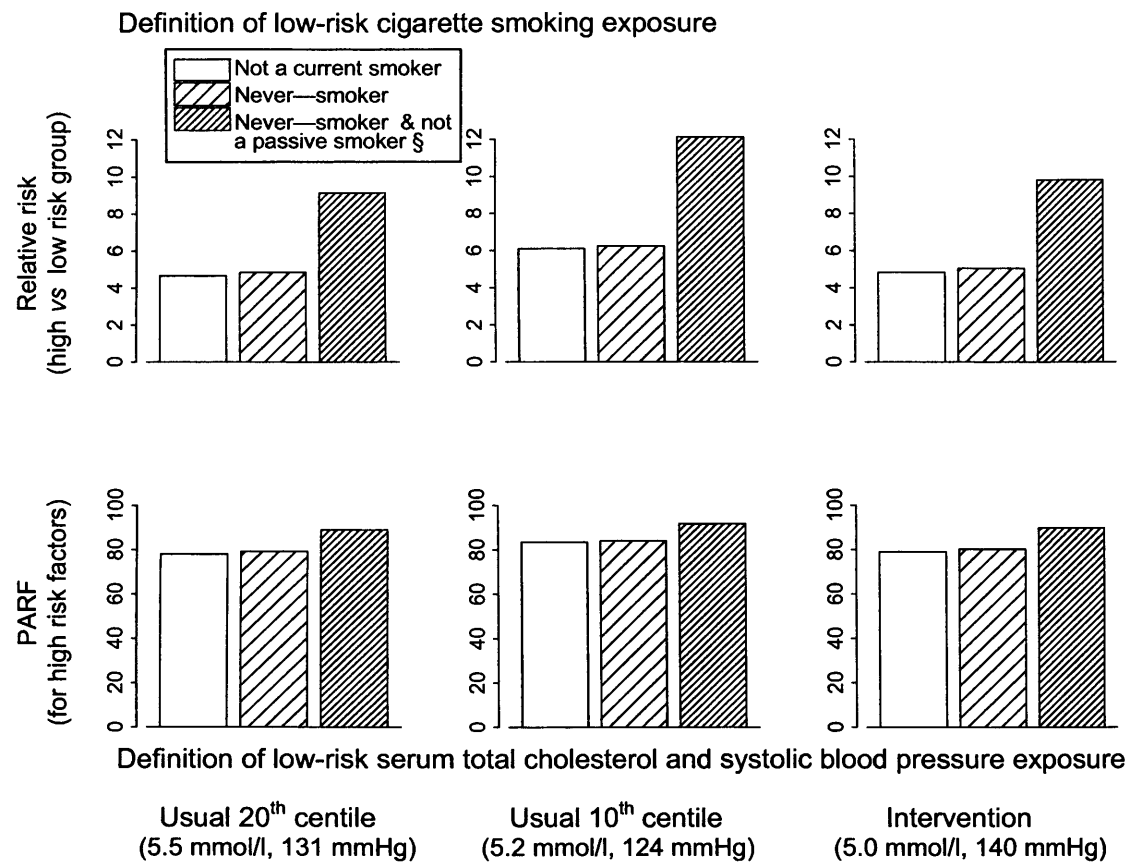 Definition of low-risk cigarette smoking exposure
Not a current smoker
Never—smoker
Never—smoker & not
a passive smoker §
Relative risk
(high vs low risk group)
0 2 4 6 8 10 12
0 2 4 6 8 10 12
0 2 4 6 8 10 12
PARF
(for high risk factors)
0 20 40 60 80 100
0 20 40 60 80 100
0 20 40 60 80 100
Definition of low-risk serum total cholesterol and systolic blood pressure exposure
Usual 20th centile
(5.5 mmol/l, 131 mmHg)
Usual 10th centile
(5.2 mmol/l, 124 mmHg)
Intervention
(5.0 mmol/l, 140 mmHg)